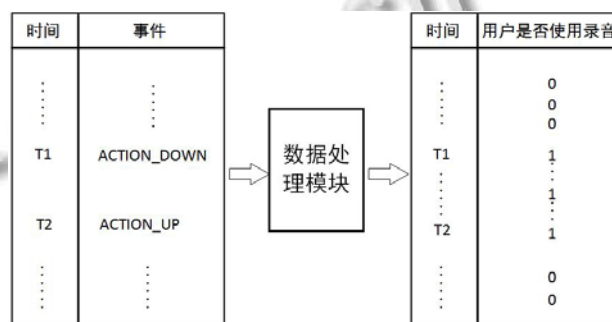 时间 事件
T1 ACTION_DOWN
T2 ACTION_UP
数据处
理模块
时间 用户是否使用录音
0
0
0
T1 1
1
T2 1
0
0